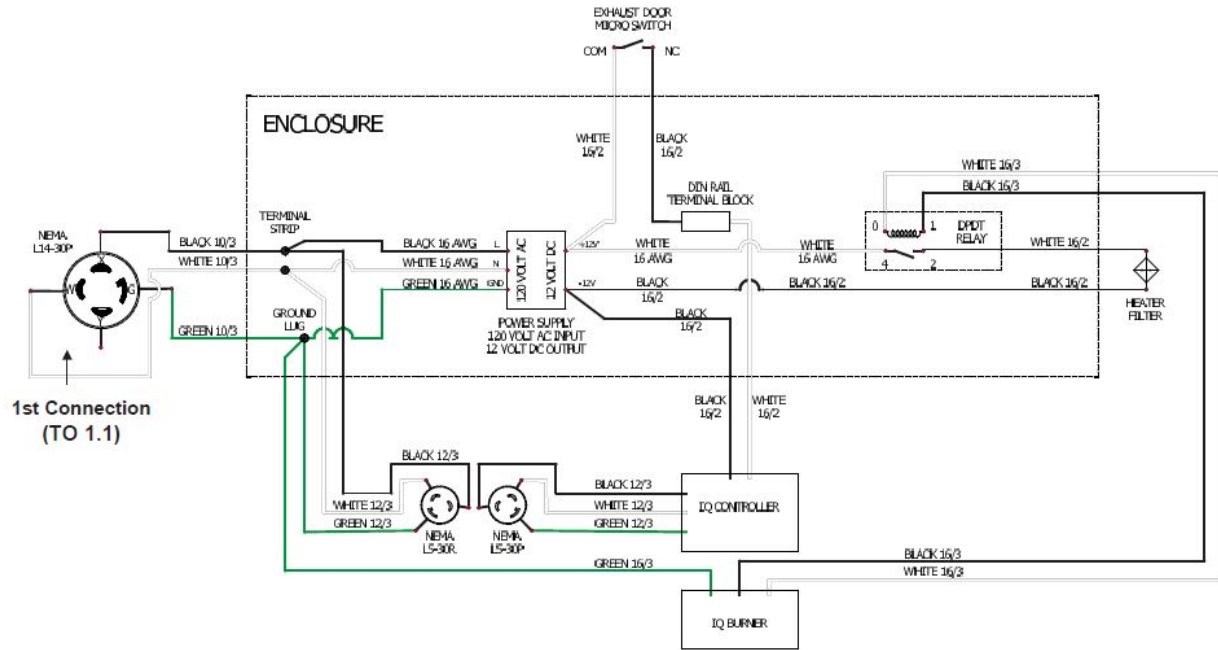 EXHAUST DOOR
MICRO SWITCH
COM
NC
ENCLOSURE
WHITE
16/2
BLACK
16/2
DIN RAIL
TERMINAL BLOCK
WHITE 16/3
BLACK 16/3
0
1
DPDT
RELAY
4
2
NEMA
L14-30P
W
G
BLACK 10/3
WHITE 10/3
GREEN 10/3
TERMINAL
STRIP
GROUND
LUG
BLACK 16 AWG
WHITE 16 AWG
GREEN 16 AWG
L
N
GND
120 VOLT AC
12 VOLT DC
+12V
-12V
WHITE
16 AWG
WHITE
16 AWG
WHITE 16/2
BLACK
16/2
BLACK 16/2
BLACK 16/2
BLACK
16/2
HEATER
FILTER
POWER SUPPLY
120 VOLT AC INPUT
12 VOLT DC OUTPUT
1st Connection
(TO 1.1)
BLACK
16/2
WHITE
16/2
BLACK 12/3
WHITE 12/3
GREEN 12/3
NEMA
L5-30R
NEMA
L5-30P
BLACK 12/3
WHITE 12/3
GREEN 12/3
IQ CONTROLLER
GREEN 16/3
BLACK 16/3
WHITE 16/3
IQ BURNER